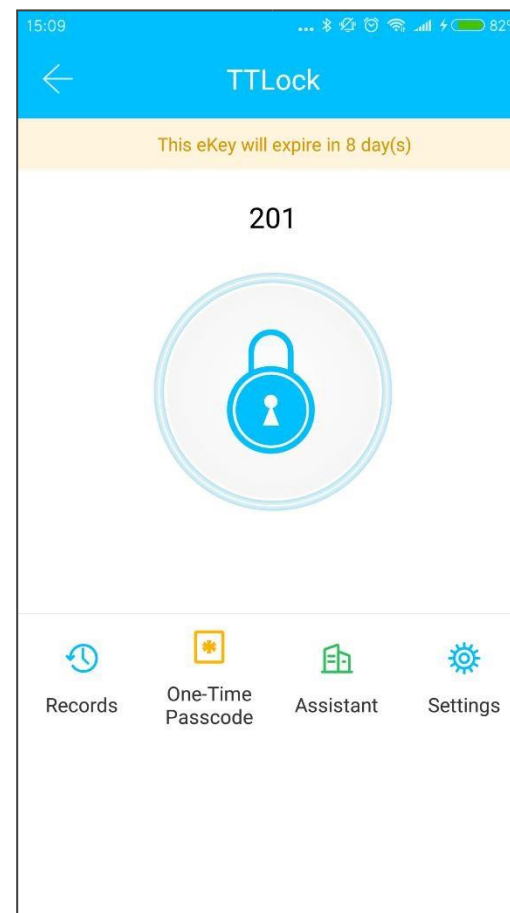 15:09 ... 82%
TTLock
This eKey will expire in 8 day(s)
201
Records
One-Time
Passcode
Assistant
Settings